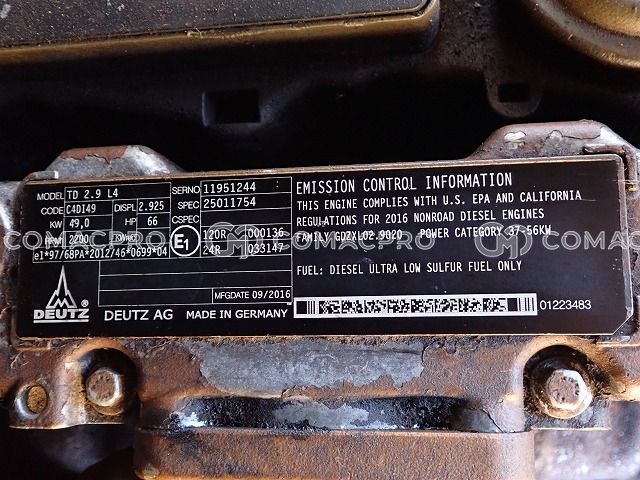 MODEL TD 2.9 L4
CODE C4DI49 DISPL 2.925
KW 49,0 HP 66
RPM 2200
e1*97/68PA*2012/46*0699*04
SERNO 11951244
SPEC 25011754
CSPEC
E1 120R 000136
24R 033147
MFGDATE 09/2016
DEUTZ DEUTZ AG MADE IN GERMANY
EMISSION CONTROL INFORMATION
THIS ENGINE COMPLIES WITH U.S. EPA AND CALIFORNIA
REGULATIONS FOR 2016 NONROAD DIESEL ENGINES
FAMILY GDZXL02.9020 POWER CATEGORY 37-56KW
FUEL: DIESEL ULTRA LOW SULFUR FUEL ONLY
01223483
COMACPRO
COMACPRO
COMACPRO